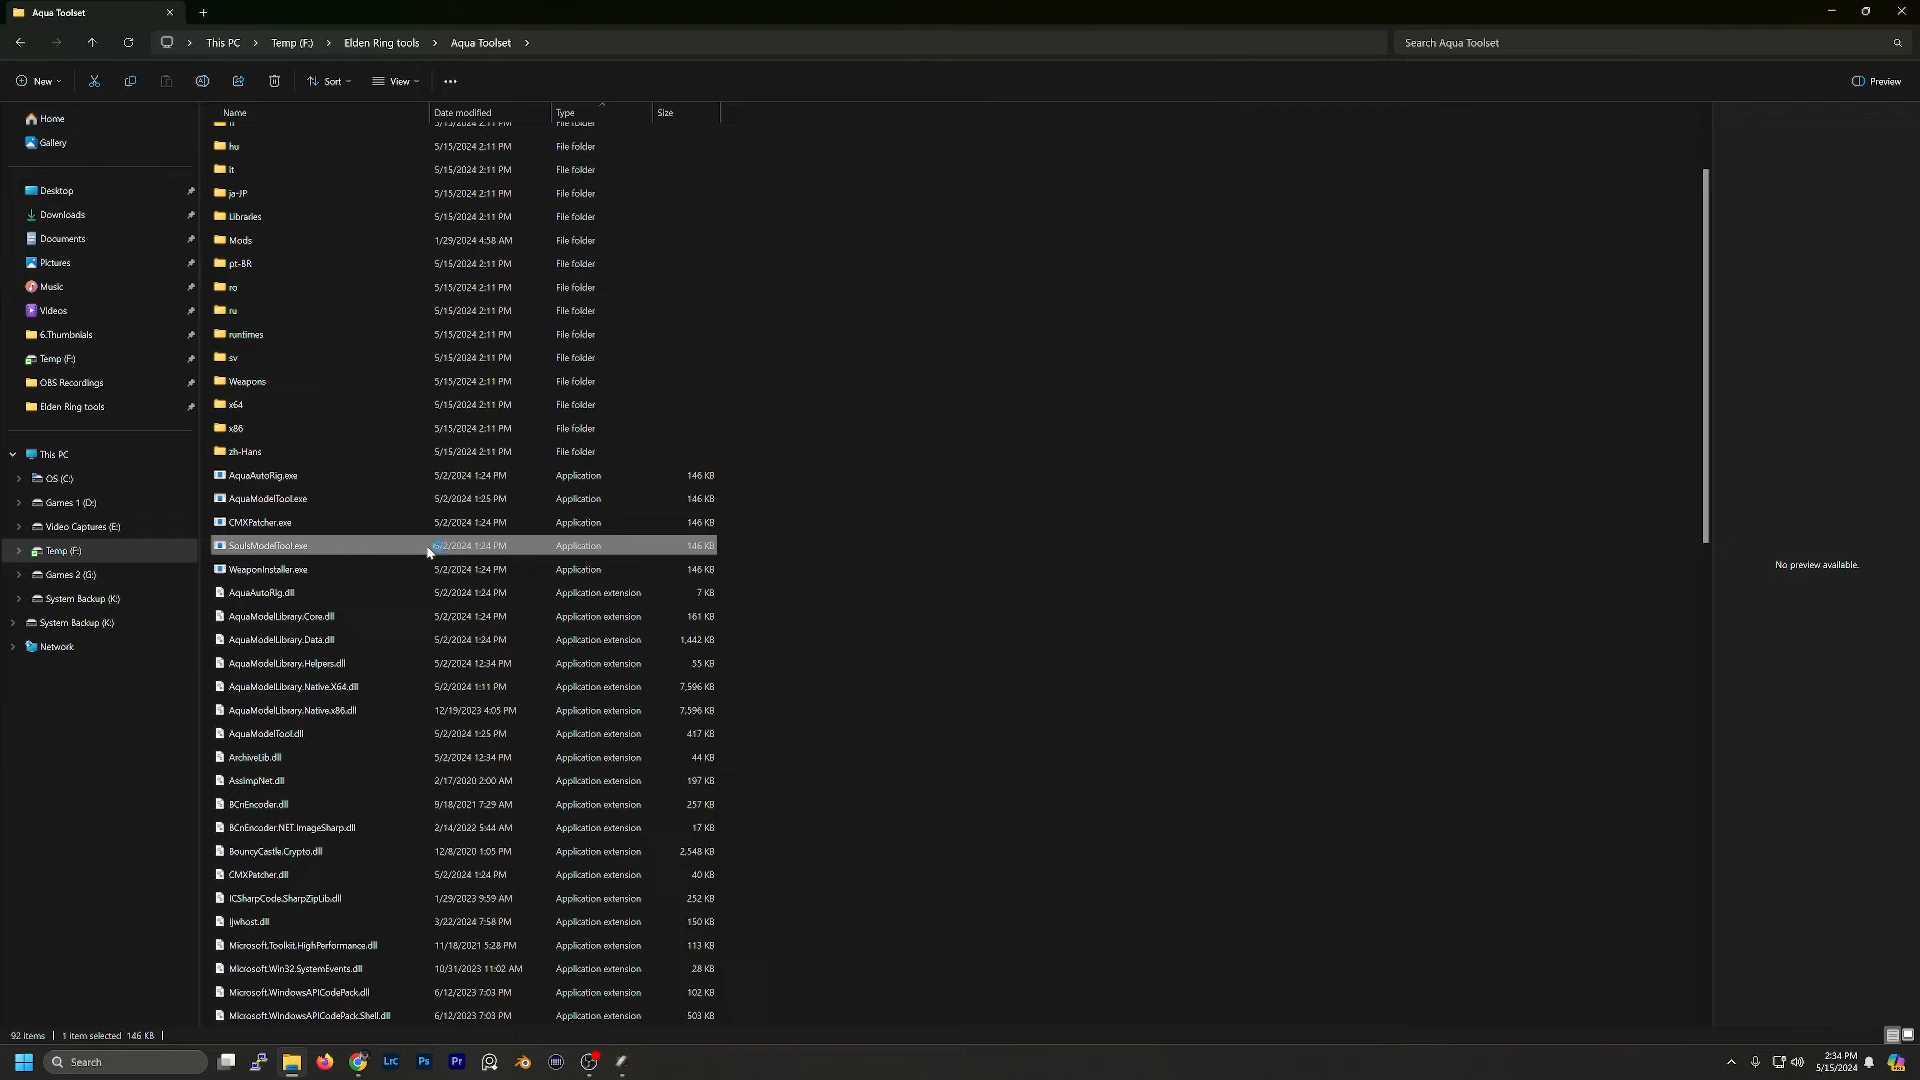 Aqua Toolset
This PC > Temp (F:) > Elden Ring tools > Aqua Toolset >
Search Aqua Toolset
New Sort View Preview
Name Date modified Type Size
Home
Gallery
Desktop
Downloads
Documents
Pictures
Music
Videos
6.Thumbnials
Temp (F:)
OBS Recordings
Elden Ring tools
This PC
OS (C:)
Games 1 (D:)
Video Captures (E:)
Temp (F:)
Games 2 (G:)
System Backup (K:)
System Backup (K:)
Network
5/15/2024 2:11 PM File folder
hu 5/15/2024 2:11 PM File folder
it 5/15/2024 2:11 PM File folder
ja-JP 5/15/2024 2:11 PM File folder
Libraries 5/15/2024 2:11 PM File folder
Mods 1/29/2024 4:58 AM File folder
pt-BR 5/15/2024 2:11 PM File folder
ro 5/15/2024 2:11 PM File folder
ru 5/15/2024 2:11 PM File folder
runtimes 5/15/2024 2:11 PM File folder
sv 5/15/2024 2:11 PM File folder
Weapons 5/15/2024 2:11 PM File folder
x64 5/15/2024 2:11 PM File folder
x86 5/15/2024 2:11 PM File folder
zh-Hans 5/15/2024 2:11 PM File folder
AquaAutoRig.exe 5/2/2024 1:24 PM Application 146 KB
AquaModelTool.exe 5/2/2024 1:25 PM Application 146 KB
CMXPatcher.exe 5/2/2024 1:24 PM Application 146 KB
SoulsModelTool.exe 5/2/2024 1:24 PM Application 146 KB
WeaponInstaller.exe 5/2/2024 1:24 PM Application 146 KB
AquaAutoRig.dll 5/2/2024 1:24 PM Application extension 7 KB
AquaModelLibrary.Core.dll 5/2/2024 1:24 PM Application extension 161 KB
AquaModelLibrary.Data.dll 5/2/2024 1:24 PM Application extension 1,442 KB
AquaModelLibrary.Helpers.dll 5/2/2024 12:34 PM Application extension 55 KB
AquaModelLibrary.Native.X64.dll 5/2/2024 1:11 PM Application extension 7,596 KB
AquaModelLibrary.Native.x86.dll 12/19/2023 4:05 PM Application extension 7,596 KB
AquaModelTool.dll 5/2/2024 1:25 PM Application extension 417 KB
ArchiveLib.dll 5/2/2024 12:34 PM Application extension 44 KB
AssimpNet.dll 2/17/2020 2:00 AM Application extension 197 KB
BCnEncoder.dll 9/18/2021 7:29 AM Application extension 257 KB
BCnEncoder.NET.ImageSharp.dll 2/14/2022 5:44 AM Application extension 17 KB
BouncyCastle.Crypto.dll 12/8/2020 1:05 PM Application extension 2,548 KB
CMXPatcher.dll 5/2/2024 1:24 PM Application extension 40 KB
ICSharpCode.SharpZipLib.dll 1/29/2023 9:59 AM Application extension 252 KB
Ijwhost.dll 3/22/2024 7:58 PM Application extension 150 KB
Microsoft.Toolkit.HighPerformance.dll 11/18/2021 5:28 PM Application extension 113 KB
Microsoft.Win32.SystemEvents.dll 10/31/2023 11:02 AM Application extension 28 KB
Microsoft.WindowsAPICodePack.dll 6/12/2023 7:03 PM Application extension 102 KB
Microsoft.WindowsAPICodePack.Shell.dll 6/12/2023 7:03 PM Application extension 503 KB
No preview available.
92 items 1 item selected 146 KB
Search
LrC Ps Pr
2:34 PM
5/15/2024